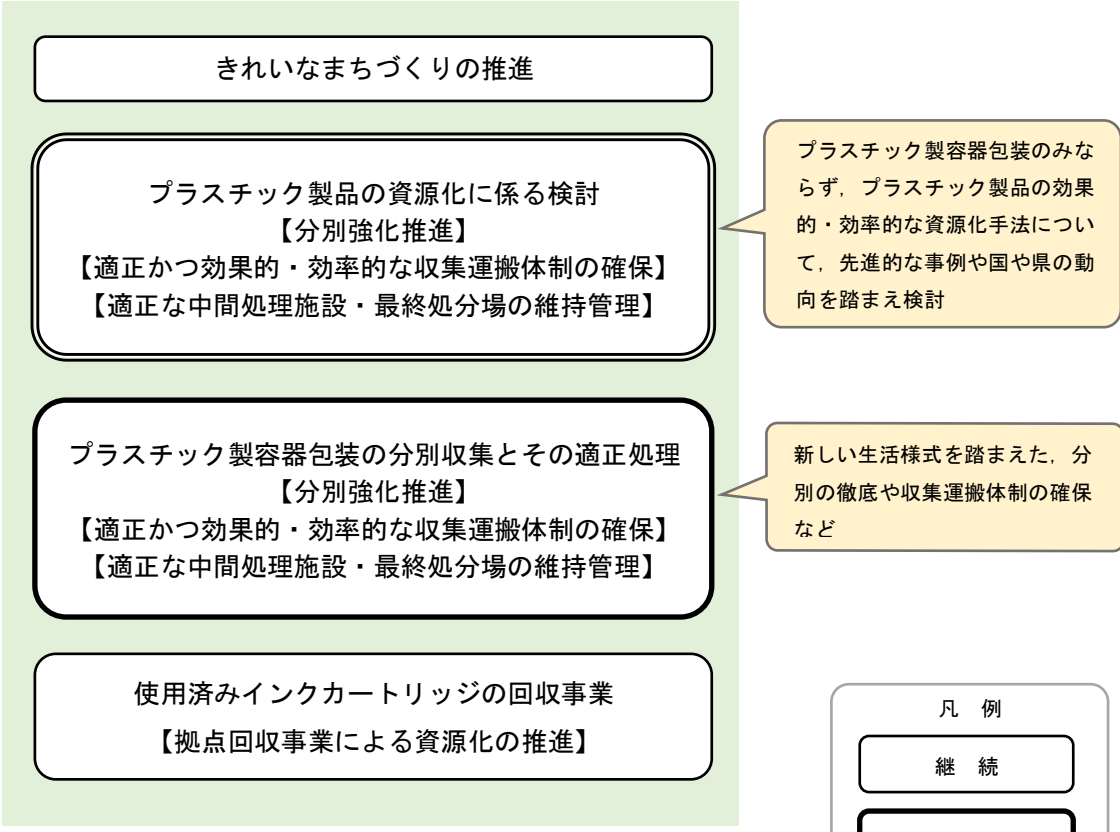 きれいなまちづくりの推進
プラスチック製品の資源化に係る検討
【分別強化推進】
【適正かつ効果的・効率的な収集運搬体制の確保】
【適正な中間処理施設・最終処分場の維持管理】
プラスチック製容器包装のみな
らず，プラスチック製品の効果
的・効率的な資源化手法につい
て，先進的な事例や国や県の動
向を踏まえ検討
プラスチック製容器包装の分別収集とその適正処理
【分別強化推進】
【適正かつ効果的・効率的な収集運搬体制の確保】
【適正な中間処理施設・最終処分場の維持管理】
新しい生活様式を踏まえた，分
別の徹底や収集運搬体制の確保
など
使用済みインクカートリッジの回収事業
【拠点回収事業による資源化の推進】
凡　例
継　続